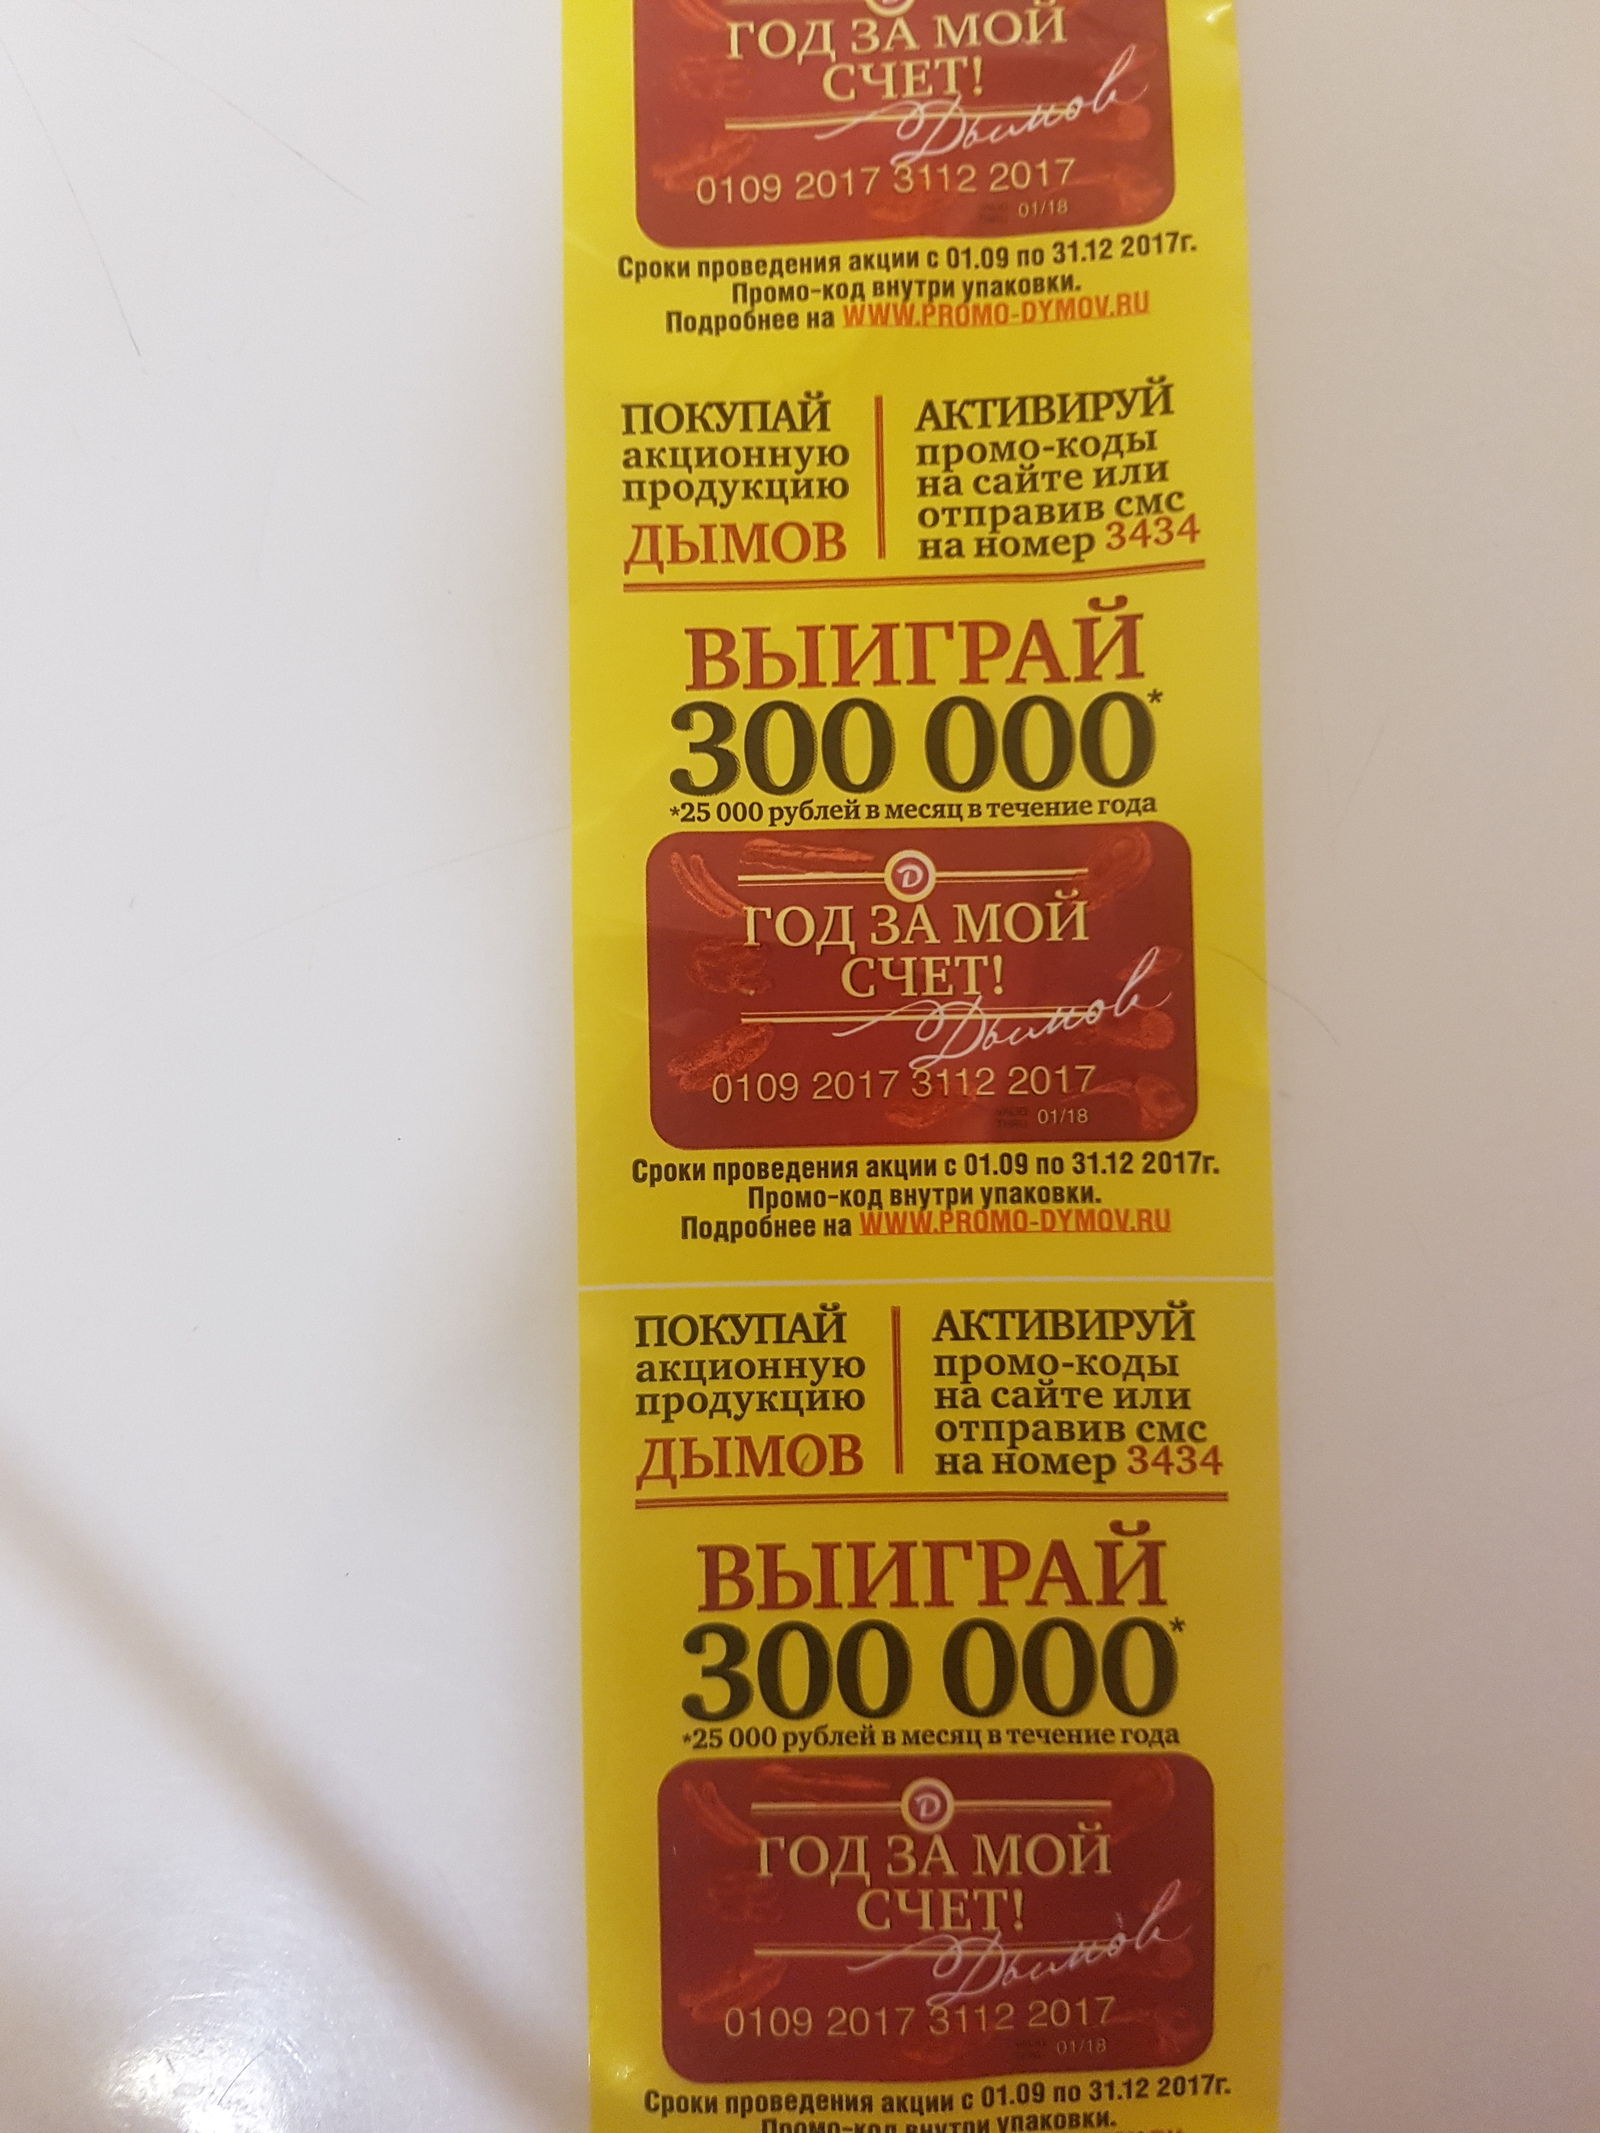 ГОД ЗА МОЙ
СЧЕТ!
Дымов
0109 2017 3112 2017
01/18
Сроки проведения акции с 01.09 по 31.12 2017г.
Промо-код внутри упаковки.
Подробнее на WWW.PROMO-DYMOV.RU
ПОКУПАЙ
акционную
продукцию
ДЫМОВ
АКТИВИРУЙ
промо-коды
на сайте или
отправив смс
на номер 3434
ВЫИГРАЙ
300 000*
*25 000 рублей в месяц в течение года
Д
ГОД ЗА МОЙ
СЧЕТ!
Дымов
0109 2017 3112 2017
VALID
THRU 01/18
Сроки проведения акции с 01.09 по 31.12 2017г.
Промо-код внутри упаковки.
Подробнее на WWW.PROMO-DYMOV.RU
ПОКУПАЙ
акционную
продукцию
ДЫМОВ
АКТИВИРУЙ
промо-коды
на сайте или
отправив смс
на номер 3434
ВЫИГРАЙ
300 000*
*25 000 рублей в месяц в течение года
Д
ГОД ЗА МОЙ
СЧЕТ!
Дымов
0109 2017 3112 2017
01/18
Сроки проведения акции с 01.09 по 31.12 2017г.
Промо-код внутри упаковки.